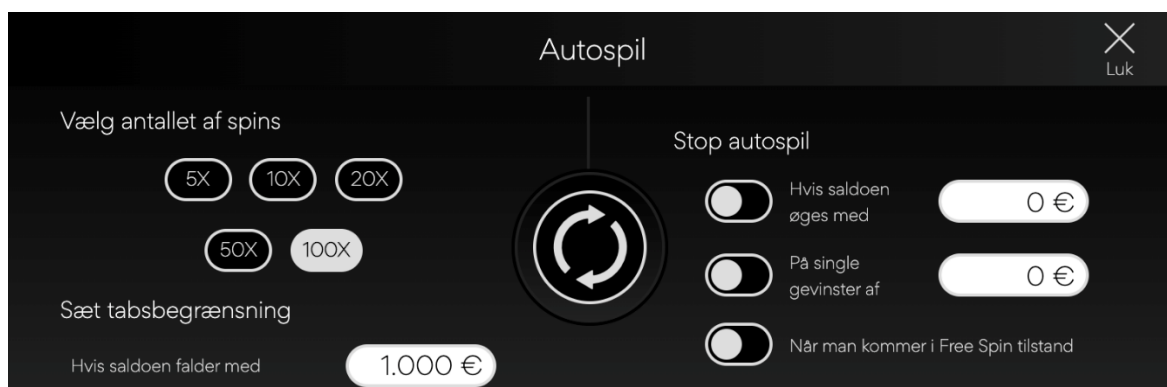 Autospil
Luk
Vælg antallet af spins
5X 10X 20X
50X 100X
Sæt tabsbegrænsning
Hvis saldoen falder med 1.000 €
Stop autospil
Hvis saldoen
øges med 0 €
På single
gevinster af 0 €
Når man kommer i Free Spin tilstand